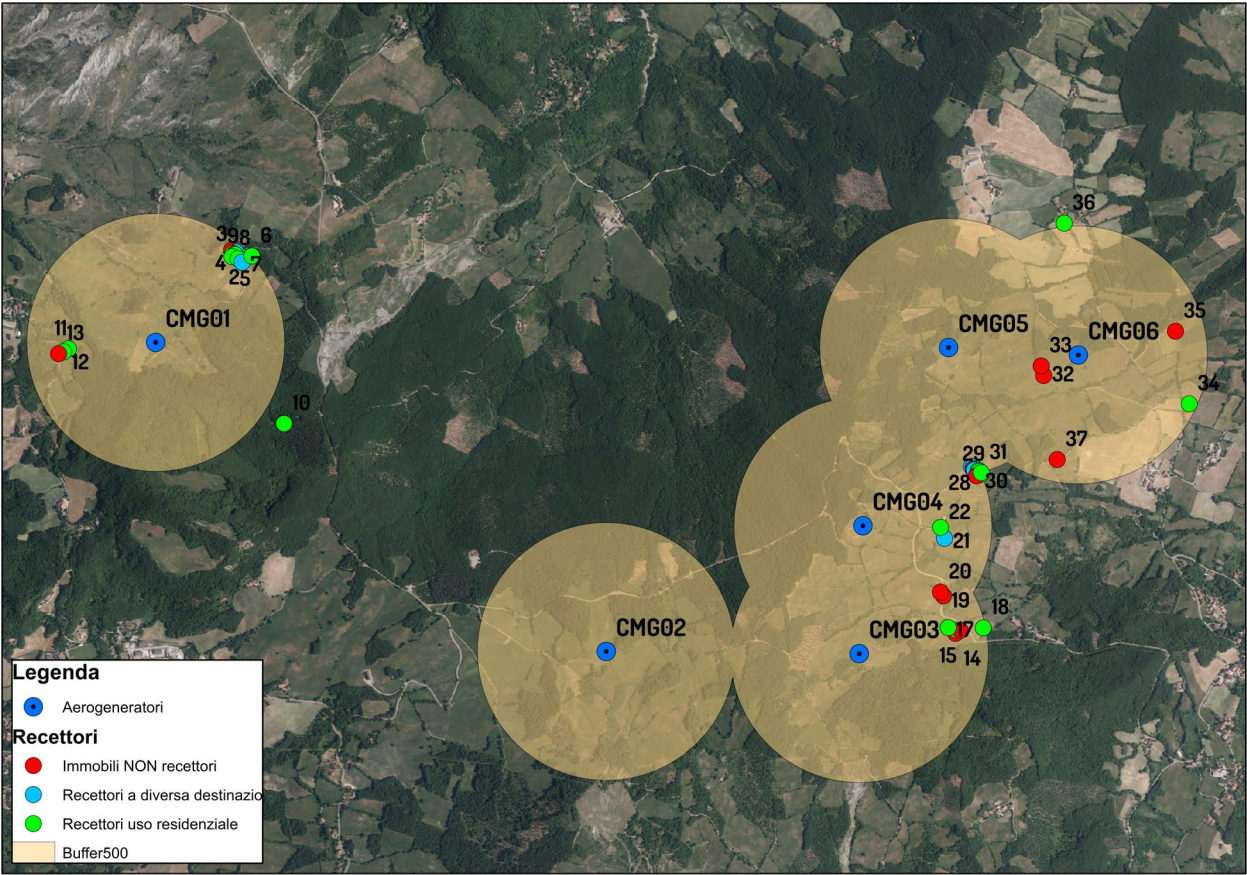 36
39 8 6
4 7
25
CMG01
11 13
12
10
CMG05
CMG06
35
33
32
34
37
29 31
28 30
CMG04
22
21
20
19
18
17
CMG03
15 14
CMG02
Legenda
Aerogeneratori
Recettori
Immobili NON recettori
Recettori a diversa destinazio
Recettori uso residenziale
Buffer500